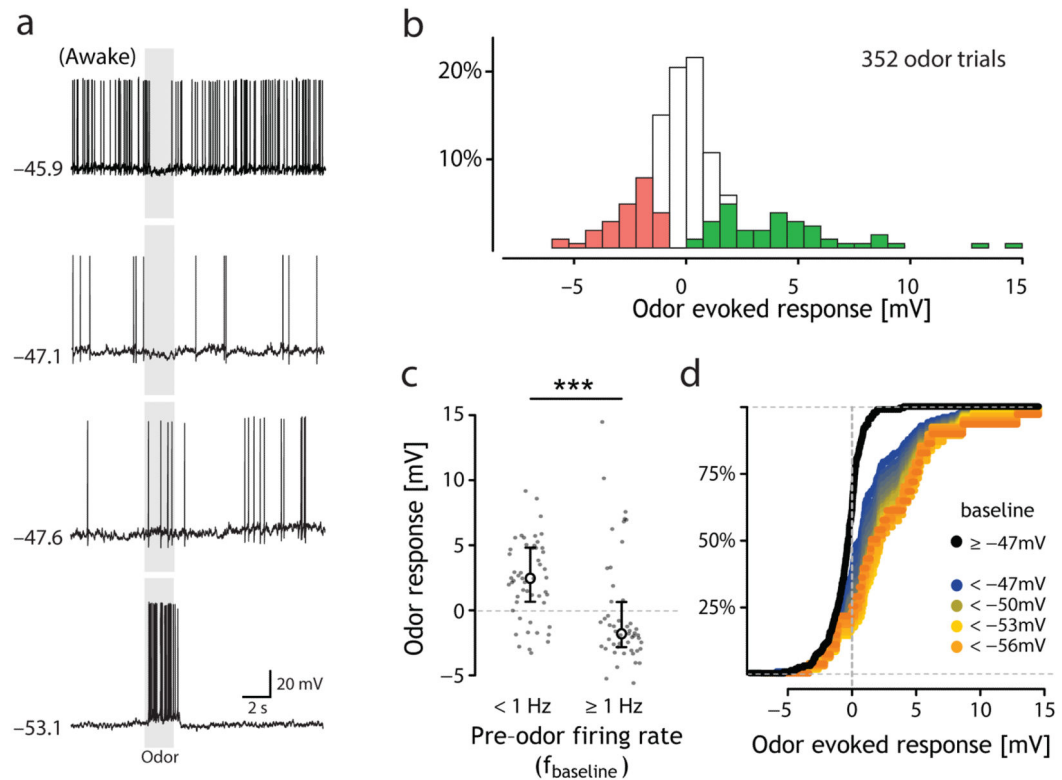 a
(Awake)
−45.9
−47.1
−47.6
−53.1
20 mV
2 s
Odor
b
352 odor trials
20%
10%
−5
0
5
10
15
Odor evoked response [mV]
c
***
15
10
5
0
−5
Odor response [mV]
< 1 Hz
≥ 1 Hz
Pre-odor firing rate
(fbaseline)
d
75%
50%
25%
baseline
≥ −47mV
< −47mV
< −50mV
< −53mV
< −56mV
−5
0
5
10
15
Odor evoked response [mV]